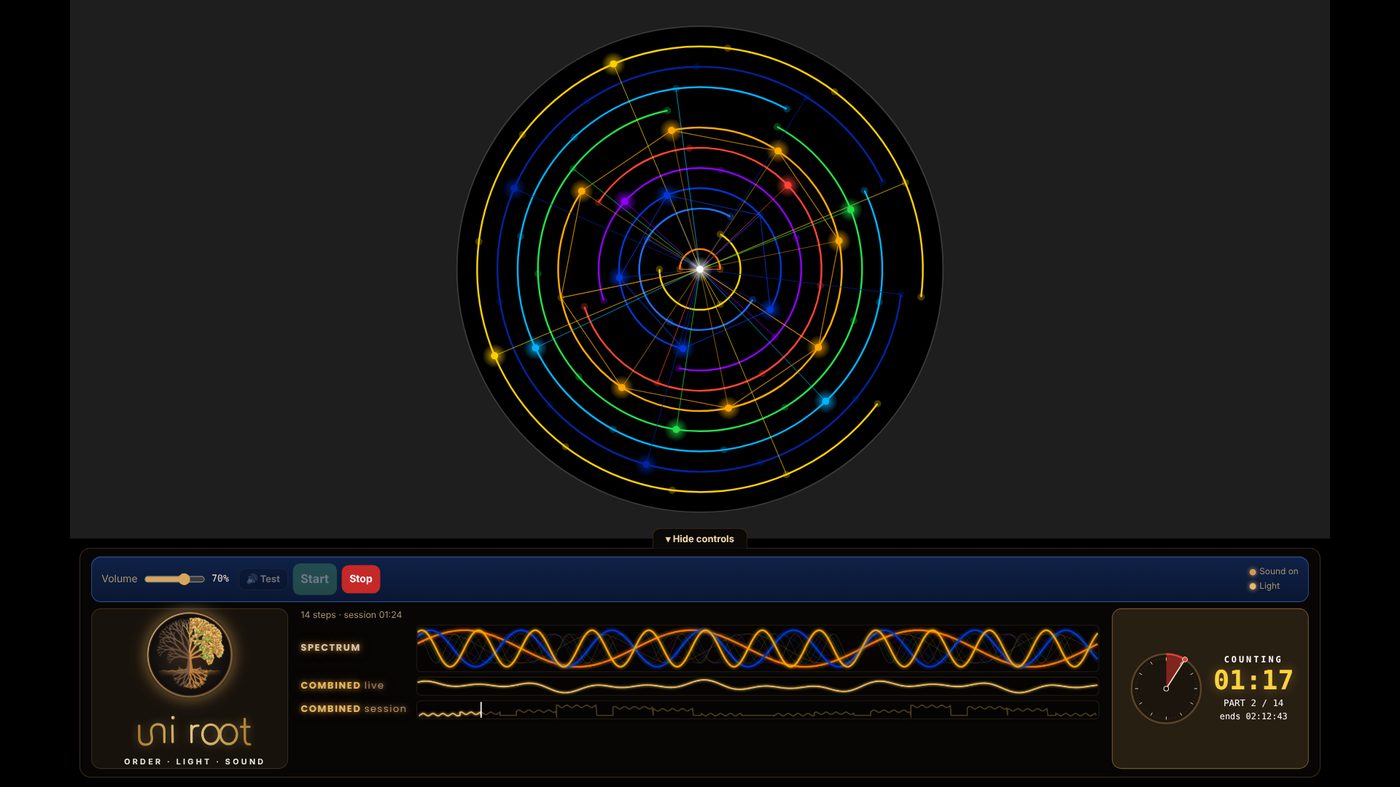 ▾ Hide controls
Volume 70% 🔊 Test Start Stop
Sound on
Light
14 steps · session 01:24
SPECTRUM
COMBINED live
COMBINED session
uni root
ORDER · LIGHT · SOUND
COUNTING
01:17
PART 2 / 14
ends 02:12:43